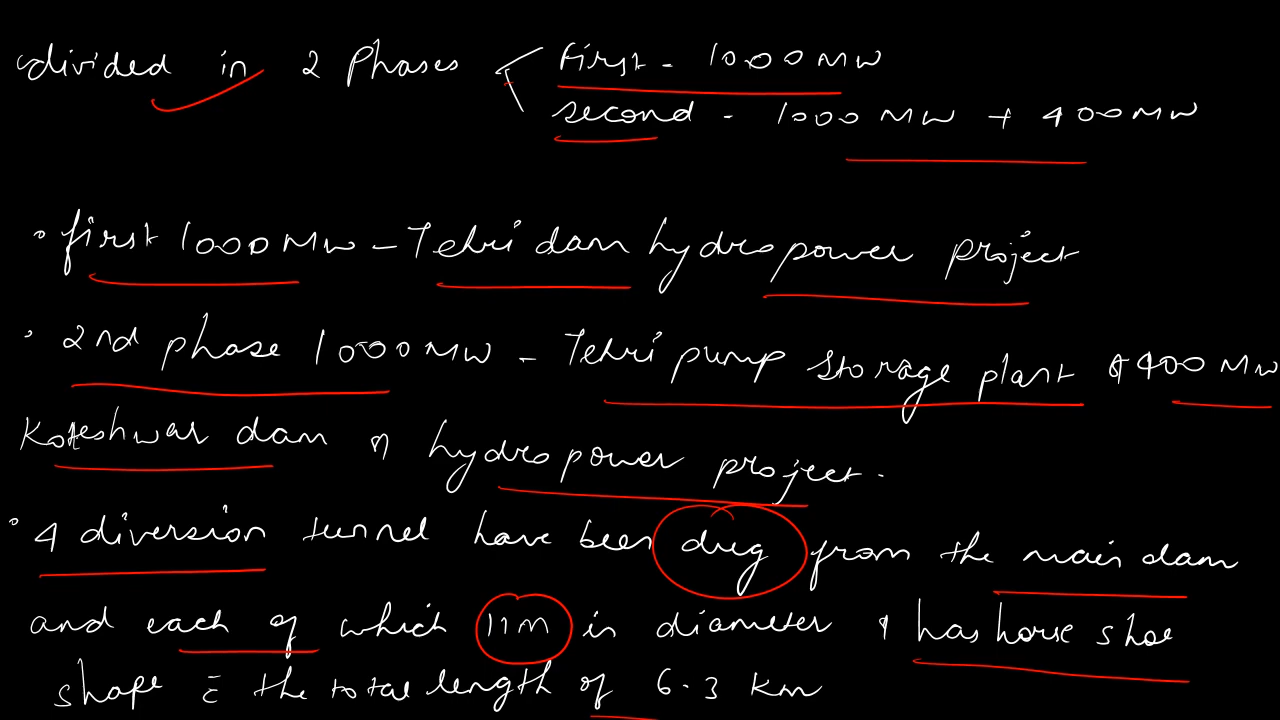 divided in 2 Phases < first - 1000 MW
second - 1000 MW + 400 MW
• first 1000 MW - Tehri dam hydropower project
• 2nd phase 1000 MW - Tehri pump storage plant & 400 MW
Koteshwar dam & hydropower project.
• 4 diversion tunnel have been dug from the main dam
and each of which 11m in diameter & has horse shoe
shape c̄ the total length of 6.3 km